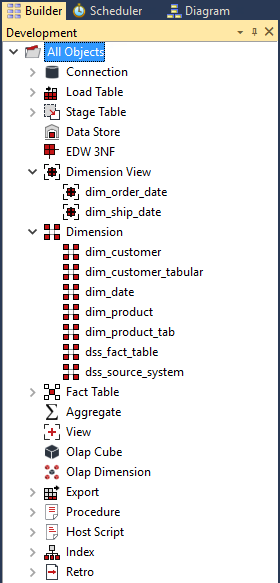 Builder Scheduler Diagram
Development
All Objects
Connection
Load Table
Stage Table
Data Store
EDW 3NF
Dimension View
dim_order_date
dim_ship_date
Dimension
dim_customer
dim_customer_tabular
dim_date
dim_product
dim_product_tab
dss_fact_table
dss_source_system
Fact Table
Aggregate
View
Olap Cube
Olap Dimension
Export
Procedure
Host Script
Index
Retro